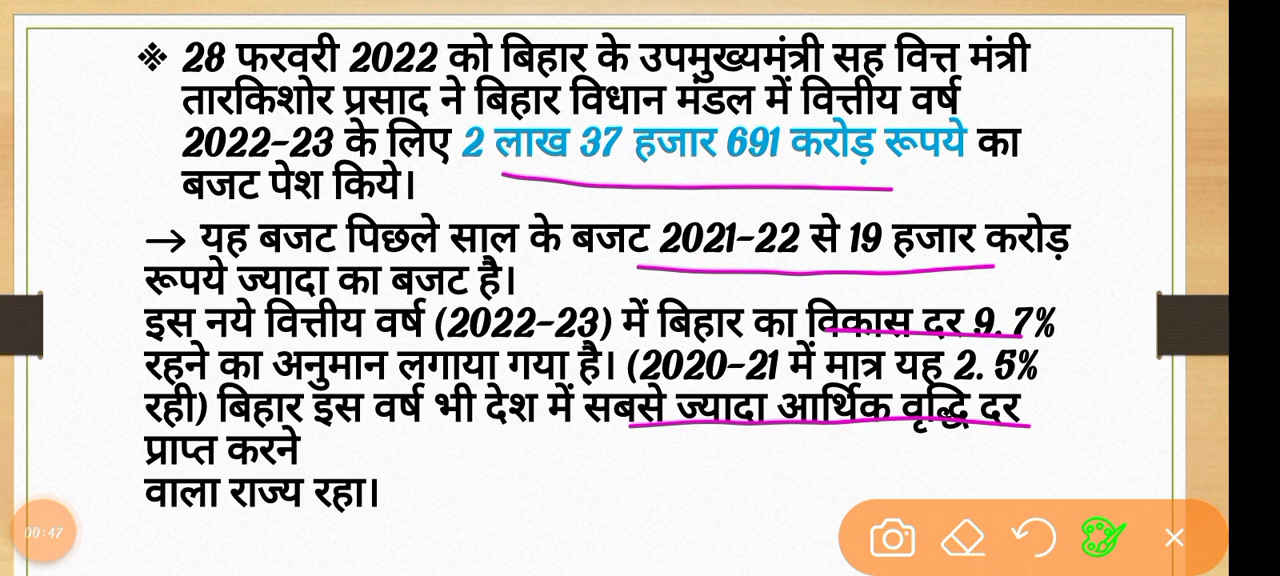 ❖ 28 फरवरी 2022 को बिहार के उपमुख्यमंत्री सह वित्त मंत्री
तारकिशोर प्रसाद ने बिहार विधान मंडल में वित्तीय वर्ष
2022-23 के लिए 2 लाख 37 हजार 691 करोड़ रूपये का
बजट पेश किये।
→ यह बजट पिछले साल के बजट 2021-22 से 19 हजार करोड़
रूपये ज्यादा का बजट है।
इस नये वित्तीय वर्ष (2022-23) में बिहार का विकास दर 9. 7%
रहने का अनुमान लगाया गया है। (2020-21 में मात्र यह 2. 5%
रही) बिहार इस वर्ष भी देश में सबसे ज्यादा आर्थिक वृद्धि दर
प्राप्त करने
वाला राज्य रहा।
00:47